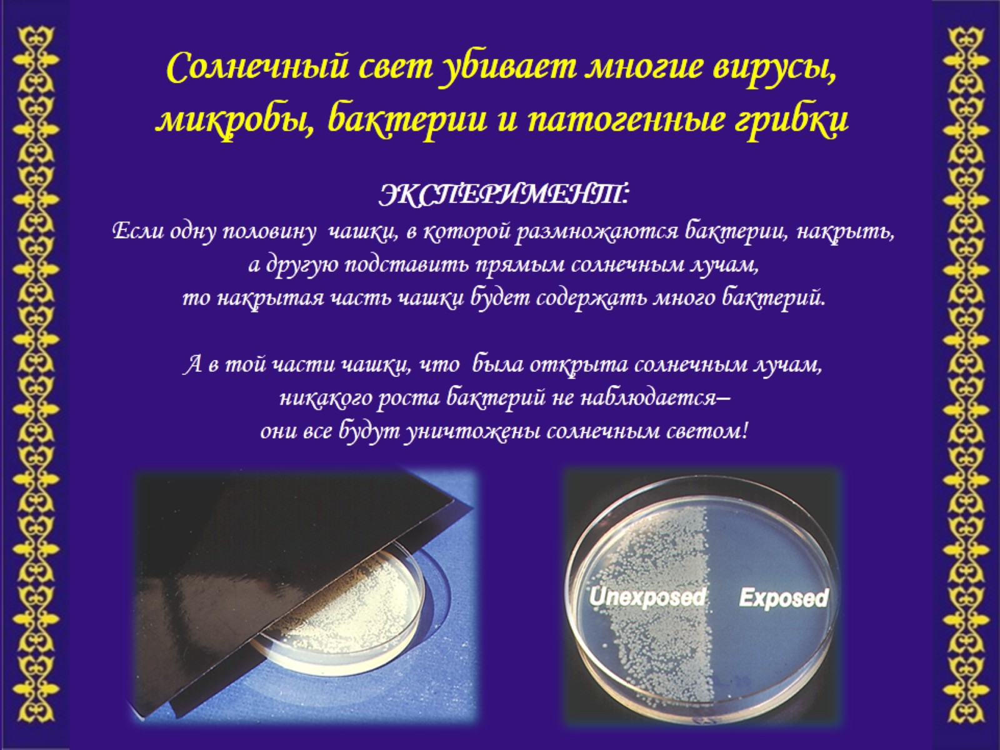 Солнечный свет убивает многие вирусы,
микробы, бактерии и патогенные грибки
ЭКСПЕРИМЕНТ:
Если одну половину чашки, в которой размножаются бактерии, накрыть,
а другую подставить прямым солнечным лучам,
то накрытая часть чашки будет содержать много бактерий.
А в той части чашки, что была открыта солнечным лучам,
никакого роста бактерий не наблюдается–
они все будут уничтожены солнечным светом!
Unexposed Exposed